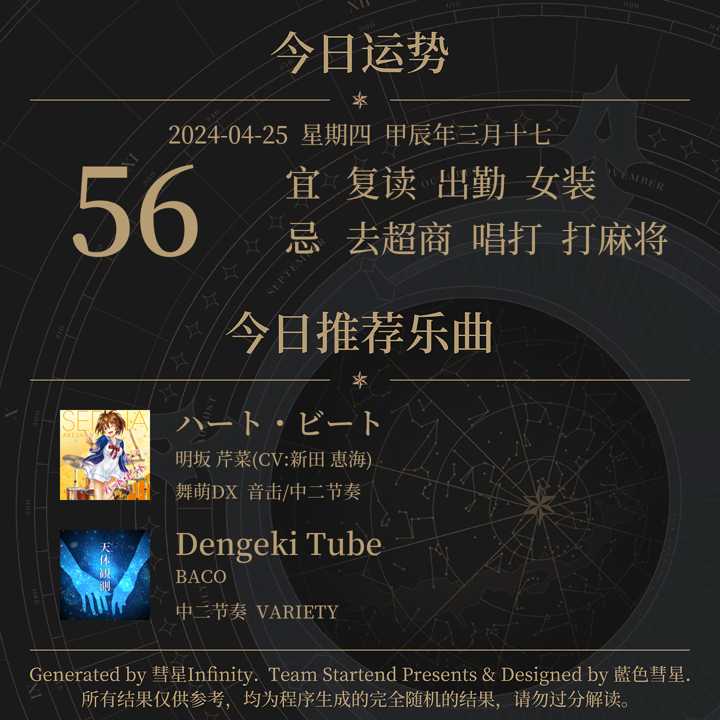 今日运势
2024-04-25 星期四 甲辰年三月十七
56
宜 复读 出勤 女装
忌 去超商 唱打 打麻将
今日推荐乐曲
ハート・ビート
明坂 芹菜(CV:新田 恵海)
舞萌DX 音击/中二节奏
天体観測
Dengeki Tube
BACO
中二节奏 VARIETY
Generated by 彗星Infinity. Team Startend Presents & Designed by 藍色彗星.
所有结果仅供参考，均为程序生成的完全随机的结果，请勿过分解读。